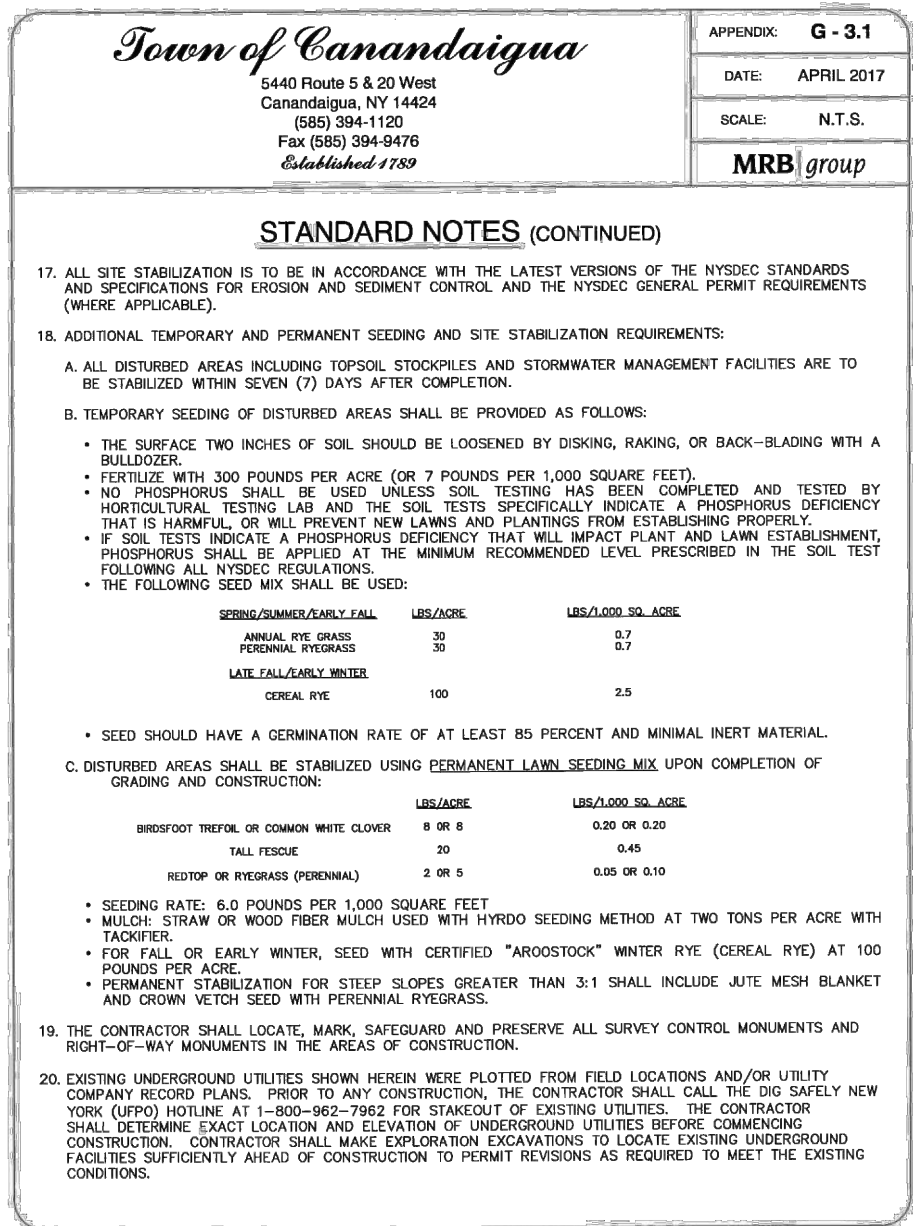 Town of Canandaigua
5440 Route 5 & 20 West
Canandaigua, NY 14424
(585) 394-1120
Fax (585) 394-9476
Established 1789
APPENDIX: G - 3.1
DATE: APRIL 2017
SCALE: N.T.S.
MRB group
STANDARD NOTES (CONTINUED)
17. ALL SITE STABILIZATION IS TO BE IN ACCORDANCE WITH THE LATEST VERSIONS OF THE NYSDEC STANDARDS
AND SPECIFICATIONS FOR EROSION AND SEDIMENT CONTROL AND THE NYSDEC GENERAL PERMIT REQUIREMENTS
(WHERE APPLICABLE).
18. ADDITIONAL TEMPORARY AND PERMANENT SEEDING AND SITE STABILIZATION REQUIREMENTS:
A. ALL DISTURBED AREAS INCLUDING TOPSOIL STOCKPILES AND STORMWATER MANAGEMENT FACILITIES ARE TO
BE STABILIZED WITHIN SEVEN (7) DAYS AFTER COMPLETION.
B. TEMPORARY SEEDING OF DISTURBED AREAS SHALL BE PROVIDED AS FOLLOWS:
• THE SURFACE TWO INCHES OF SOIL SHOULD BE LOOSENED BY DISKING, RAKING, OR BACK-BLADING WITH A
BULLDOZER.
• FERTILIZE WITH 300 POUNDS PER ACRE (OR 7 POUNDS PER 1,000 SQUARE FEET).
• NO PHOSPHORUS SHALL BE USED UNLESS SOIL TESTING HAS BEEN COMPLETED AND TESTED BY
HORTICULTURAL TESTING LAB AND THE SOIL TESTS SPECIFICALLY INDICATE A PHOSPHORUS DEFICIENCY
THAT IS HARMFUL, OR WILL PREVENT NEW LAWNS AND PLANTINGS FROM ESTABLISHING PROPERLY.
• IF SOIL TESTS INDICATE A PHOSPHORUS DEFICIENCY THAT WILL IMPACT PLANT AND LAWN ESTABLISHMENT,
PHOSPHORUS SHALL BE APPLIED AT THE MINIMUM RECOMMENDED LEVEL PRESCRIBED IN THE SOIL TEST
FOLLOWING ALL NYSDEC REGULATIONS.
• THE FOLLOWING SEED MIX SHALL BE USED:
SPRING/SUMMER/EARLY FALL LBS/ACRE LBS/1.000 SQ. ACRE
ANNUAL RYE GRASS 30 0.7
PERENNIAL RYEGRASS 30 0.7
LATE FALL/EARLY WINTER
CEREAL RYE 100 2.5
• SEED SHOULD HAVE A GERMINATION RATE OF AT LEAST 85 PERCENT AND MINIMAL INERT MATERIAL.
C. DISTURBED AREAS SHALL BE STABILIZED USING PERMANENT LAWN SEEDING MIX UPON COMPLETION OF
GRADING AND CONSTRUCTION:
LBS/ACRE LBS/1.000 SQ. ACRE
BIRDSFOOT TREFOIL OR COMMON WHITE CLOVER 8 OR 8 0.20 OR 0.20
TALL FESCUE 20 0.45
REDTOP OR RYEGRASS (PERENNIAL) 2 OR 5 0.05 OR 0.10
• SEEDING RATE: 6.0 POUNDS PER 1,000 SQUARE FEET
• MULCH: STRAW OR WOOD FIBER MULCH USED WITH HYRDO SEEDING METHOD AT TWO TONS PER ACRE WITH
TACKIFIER.
• FOR FALL OR EARLY WINTER, SEED WITH CERTIFIED "AROOSTOCK" WINTER RYE (CEREAL RYE) AT 100
POUNDS PER ACRE.
• PERMANENT STABILIZATION FOR STEEP SLOPES GREATER THAN 3:1 SHALL INCLUDE JUTE MESH BLANKET
AND CROWN VETCH SEED WITH PERENNIAL RYEGRASS.
19. THE CONTRACTOR SHALL LOCATE, MARK, SAFEGUARD AND PRESERVE ALL SURVEY CONTROL MONUMENTS AND
RIGHT-OF-WAY MONUMENTS IN THE AREAS OF CONSTRUCTION.
20. EXISTING UNDERGROUND UTILITIES SHOWN HEREIN WERE PLOTTED FROM FIELD LOCATIONS AND/OR UTILITY
COMPANY RECORD PLANS. PRIOR TO ANY CONSTRUCTION, THE CONTRACTOR SHALL CALL THE DIG SAFELY NEW
YORK (UFPO) HOTLINE AT 1-800-962-7962 FOR STAKEOUT OF EXISTING UTILITIES. THE CONTRACTOR
SHALL DETERMINE EXACT LOCATION AND ELEVATION OF UNDERGROUND UTILITIES BEFORE COMMENCING
CONSTRUCTION. CONTRACTOR SHALL MAKE EXPLORATION EXCAVATIONS TO LOCATE EXISTING UNDERGROUND
FACILITIES SUFFICIENTLY AHEAD OF CONSTRUCTION TO PERMIT REVISIONS AS REQUIRED TO MEET THE EXISTING
CONDITIONS.